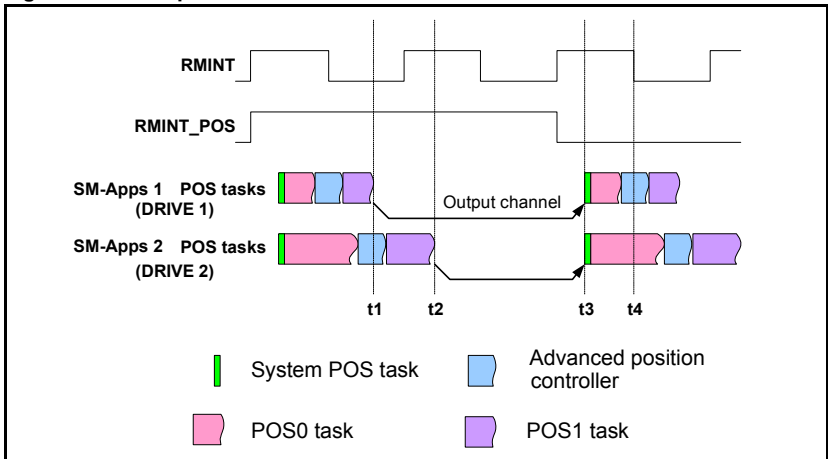 RMINT
RMINT_POS
SM-Apps 1 POS tasks
(DRIVE 1)
Output channel
SM-Apps 2 POS tasks
(DRIVE 2)
t1 t2 t3 t4
System POS task
Advanced position
controller
POS0 task
POS1 task